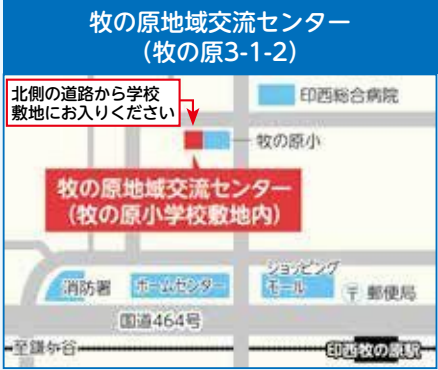 牧の原地域交流センター
（牧の原3-1-2）
北側の道路から学校
敷地にお入りください
印西総合病院
牧の原小
牧の原地域交流センター
（牧の原小学校敷地内）
消防署
ホームセンター
ショッピング
モール
〒 郵便局
国道464号
至鎌ケ谷
印西牧の原駅